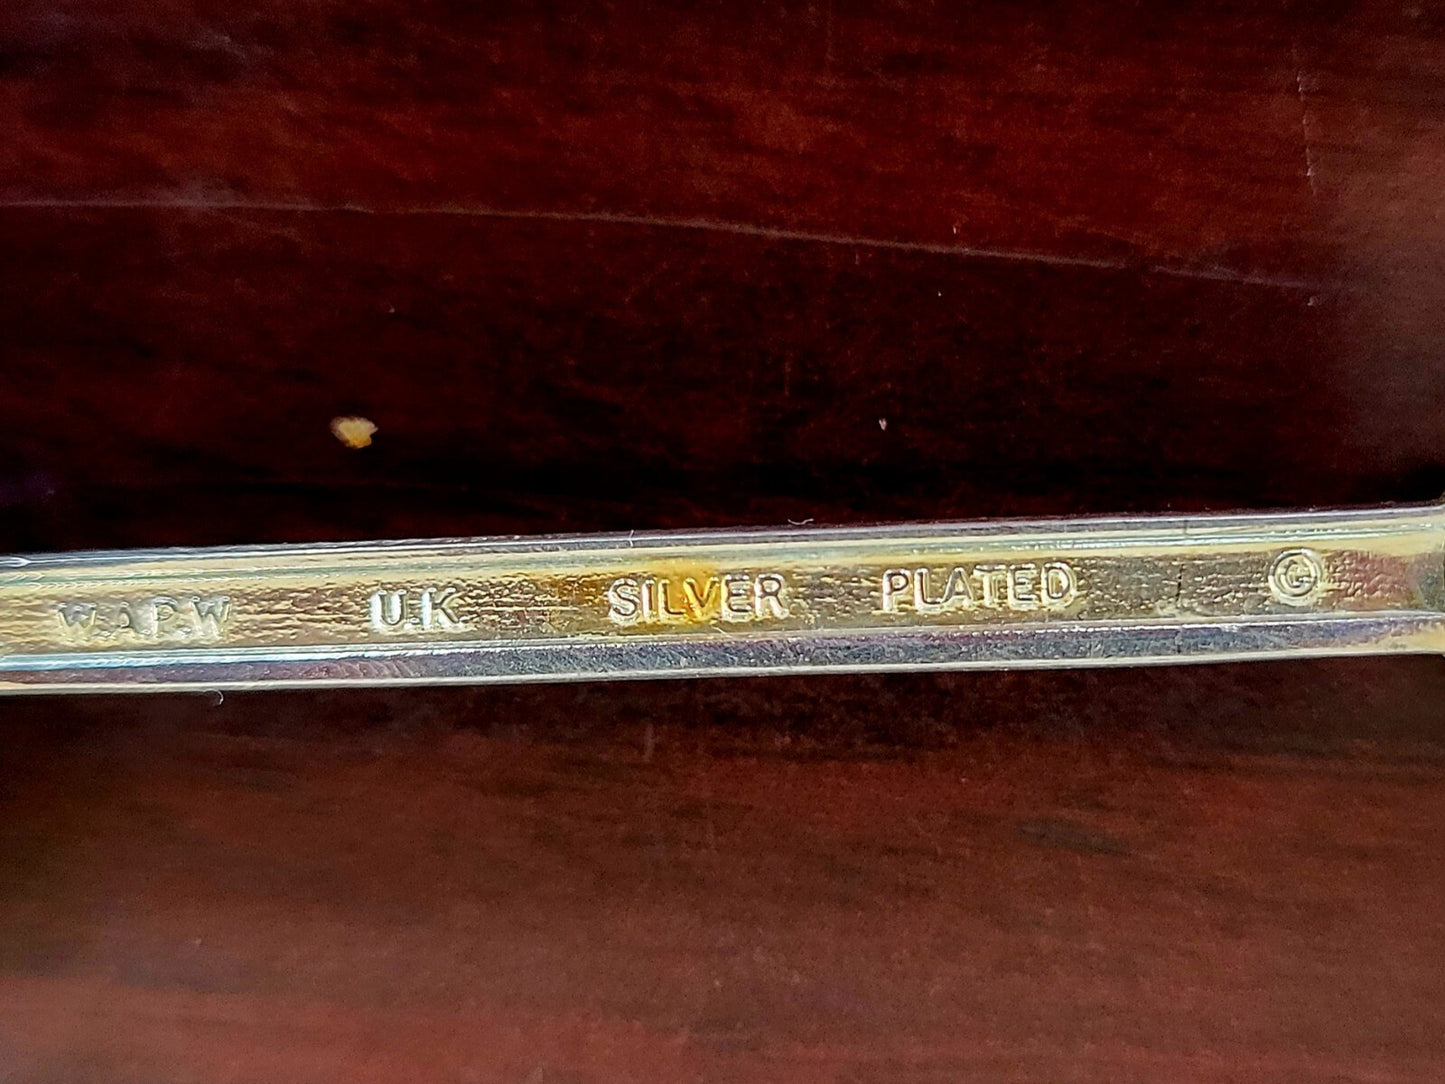 W.A.P.W U.K. SILVER PLATED G